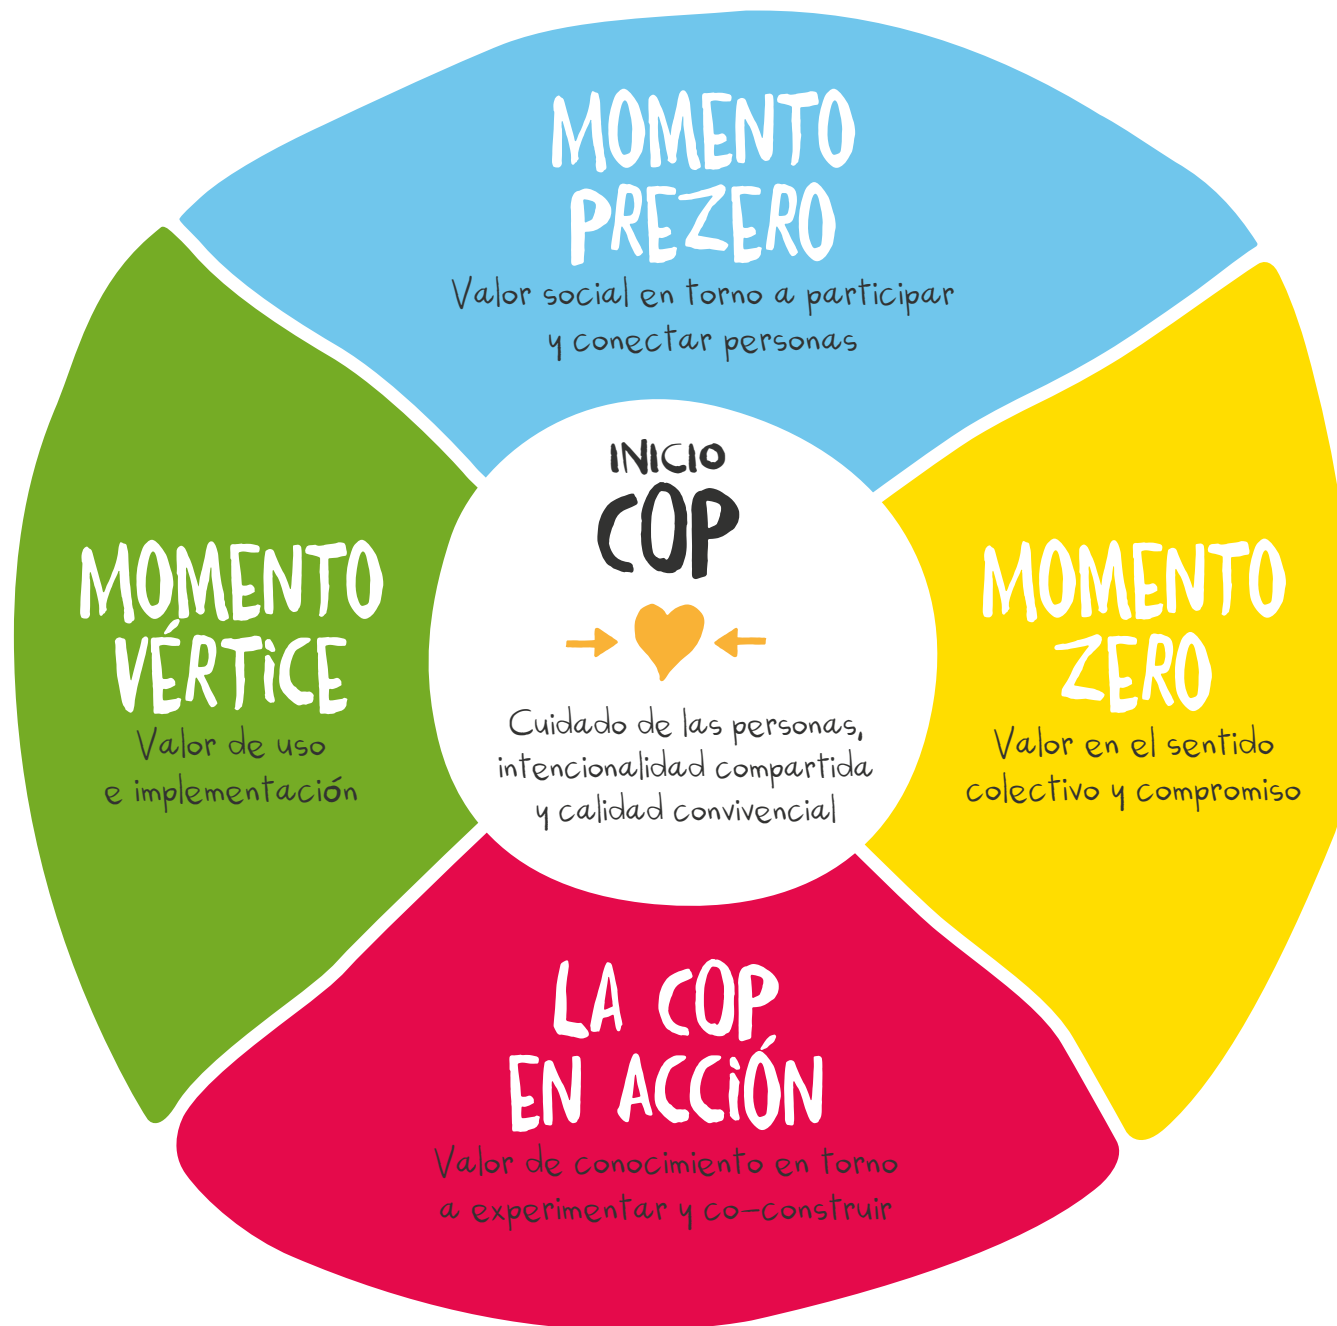 MOMENTO
PREZERO
Valor social en torno a participar
y conectar personas
INICIO
COP
Cuidado de las personas,
intencionalidad compartida
y calidad convivencial
MOMENTO
VÉRTiCE
Valor de uso
e implementación
MOMENTO
ZERO
Valor en el sentido
colectivo y compromiso
LA COP
EN ACCiÓN
Valor de conocimiento en torno
a experimentar y co-construir